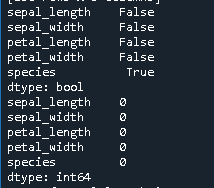 sepal_length False
sepal_width False
petal_length False
petal_width False
species True
dtype: bool
sepal_length 0
sepal_width 0
petal_length 0
petal_width 0
species 0
dtype: int64